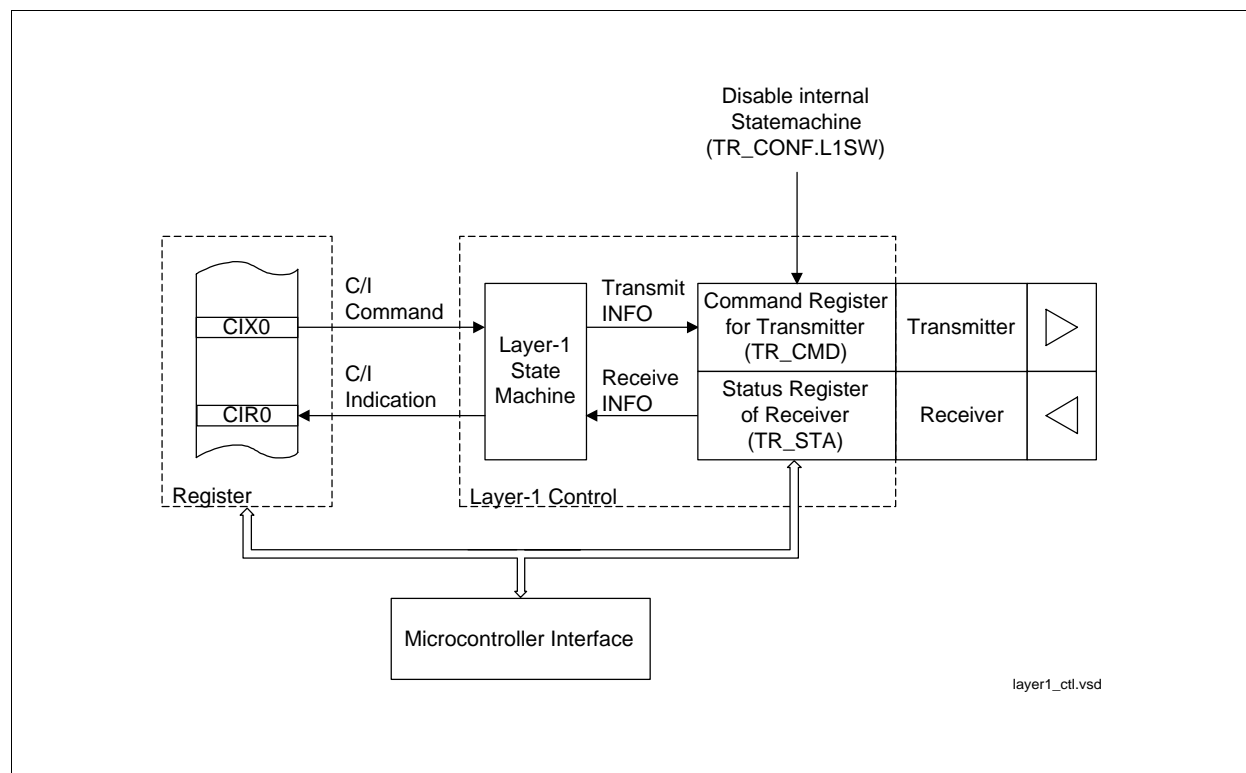 Disable internal
Statemachine
(TR_CONF.L1SW)
C/I
Command
Transmit
INFO
CIX0
Layer-1
State
Machine
Command Register
for Transmitter
(TR_CMD)
Transmitter
C/I
Indication
Receive
INFO
CIR0
Status Register
of Receiver
(TR_STA)
Receiver
Register
Layer-1 Control
Microcontroller Interface
layer1_ctl.vsd